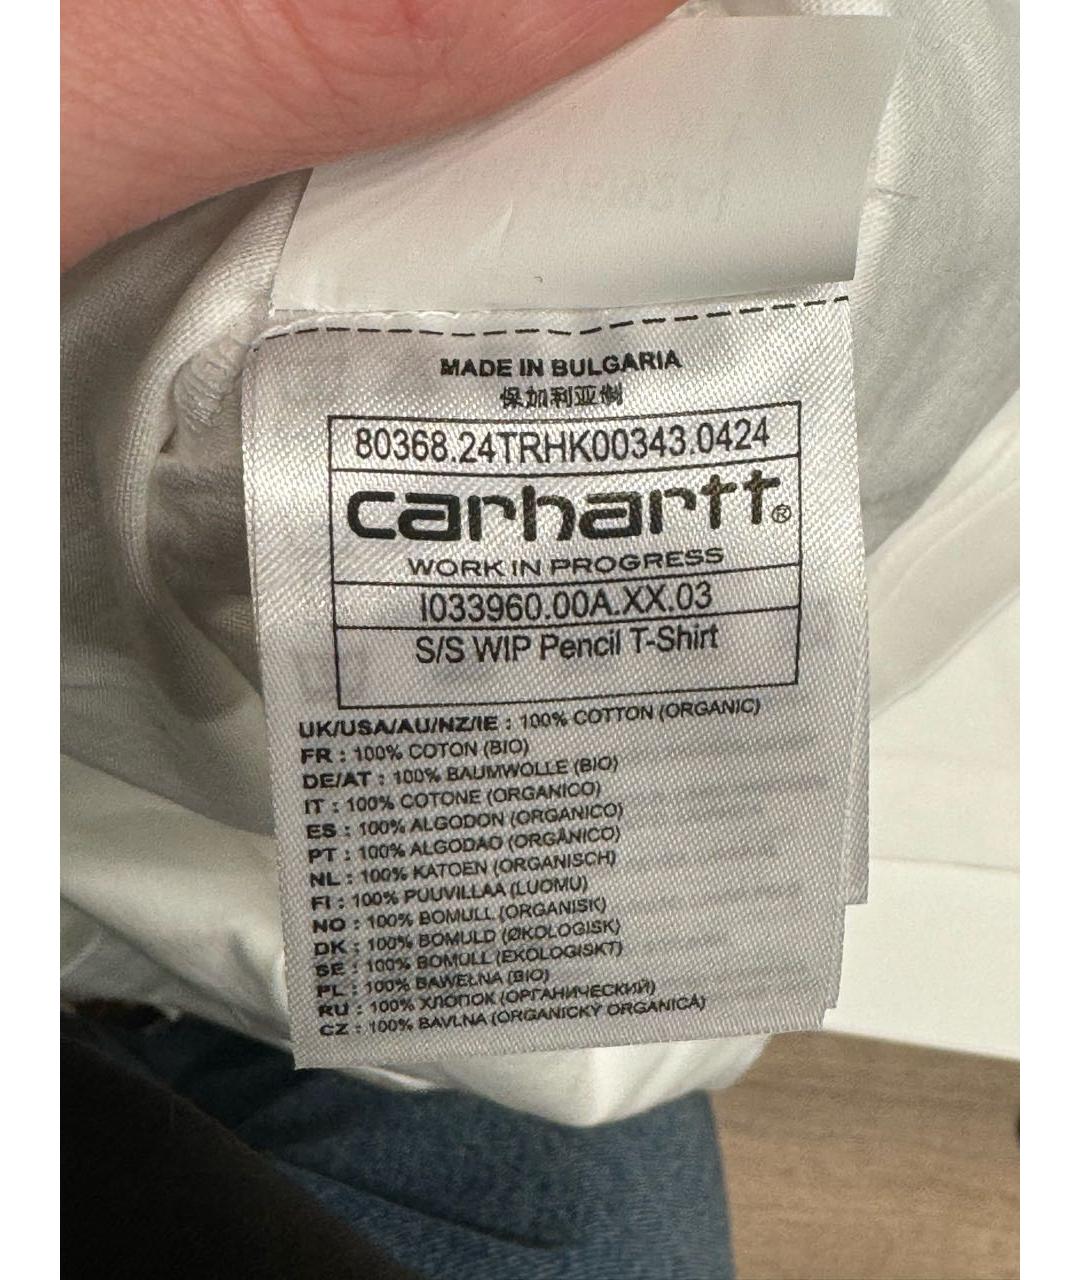 MADE IN BULGARIA
保加利亚制
80368.24TRHK00343.0424
carhartt®
WORK IN PROGRESS
I033960.00A.XX.03
S/S WIP Pencil T-Shirt
UK/USA/AU/NZ/IE : 100% COTTON (ORGANIC)
FR : 100% COTON (BIO)
DE/AT : 100% BAUMWOLLE (BIO)
IT : 100% COTONE (ORGANICO)
ES : 100% ALGODON (ORGANICO)
PT : 100% ALGODAO (ORGÂNICO)
NL : 100% KATOEN (ORGANISCH)
FI : 100% PUUVILLAA (LUOMU)
NO : 100% BOMULL (ORGANISK)
DK : 100% BOMULD (ØKOLOGISK)
SE : 100% BOMULL (EKOLOGISKT)
PL : 100% BAWEŁNA (BIO)
RU : 100% ХЛОПОК (ОРГАНИЧЕСКИЙ)
CZ : 100% BAVLNA (ORGANICKÝ ORGANICÁ)